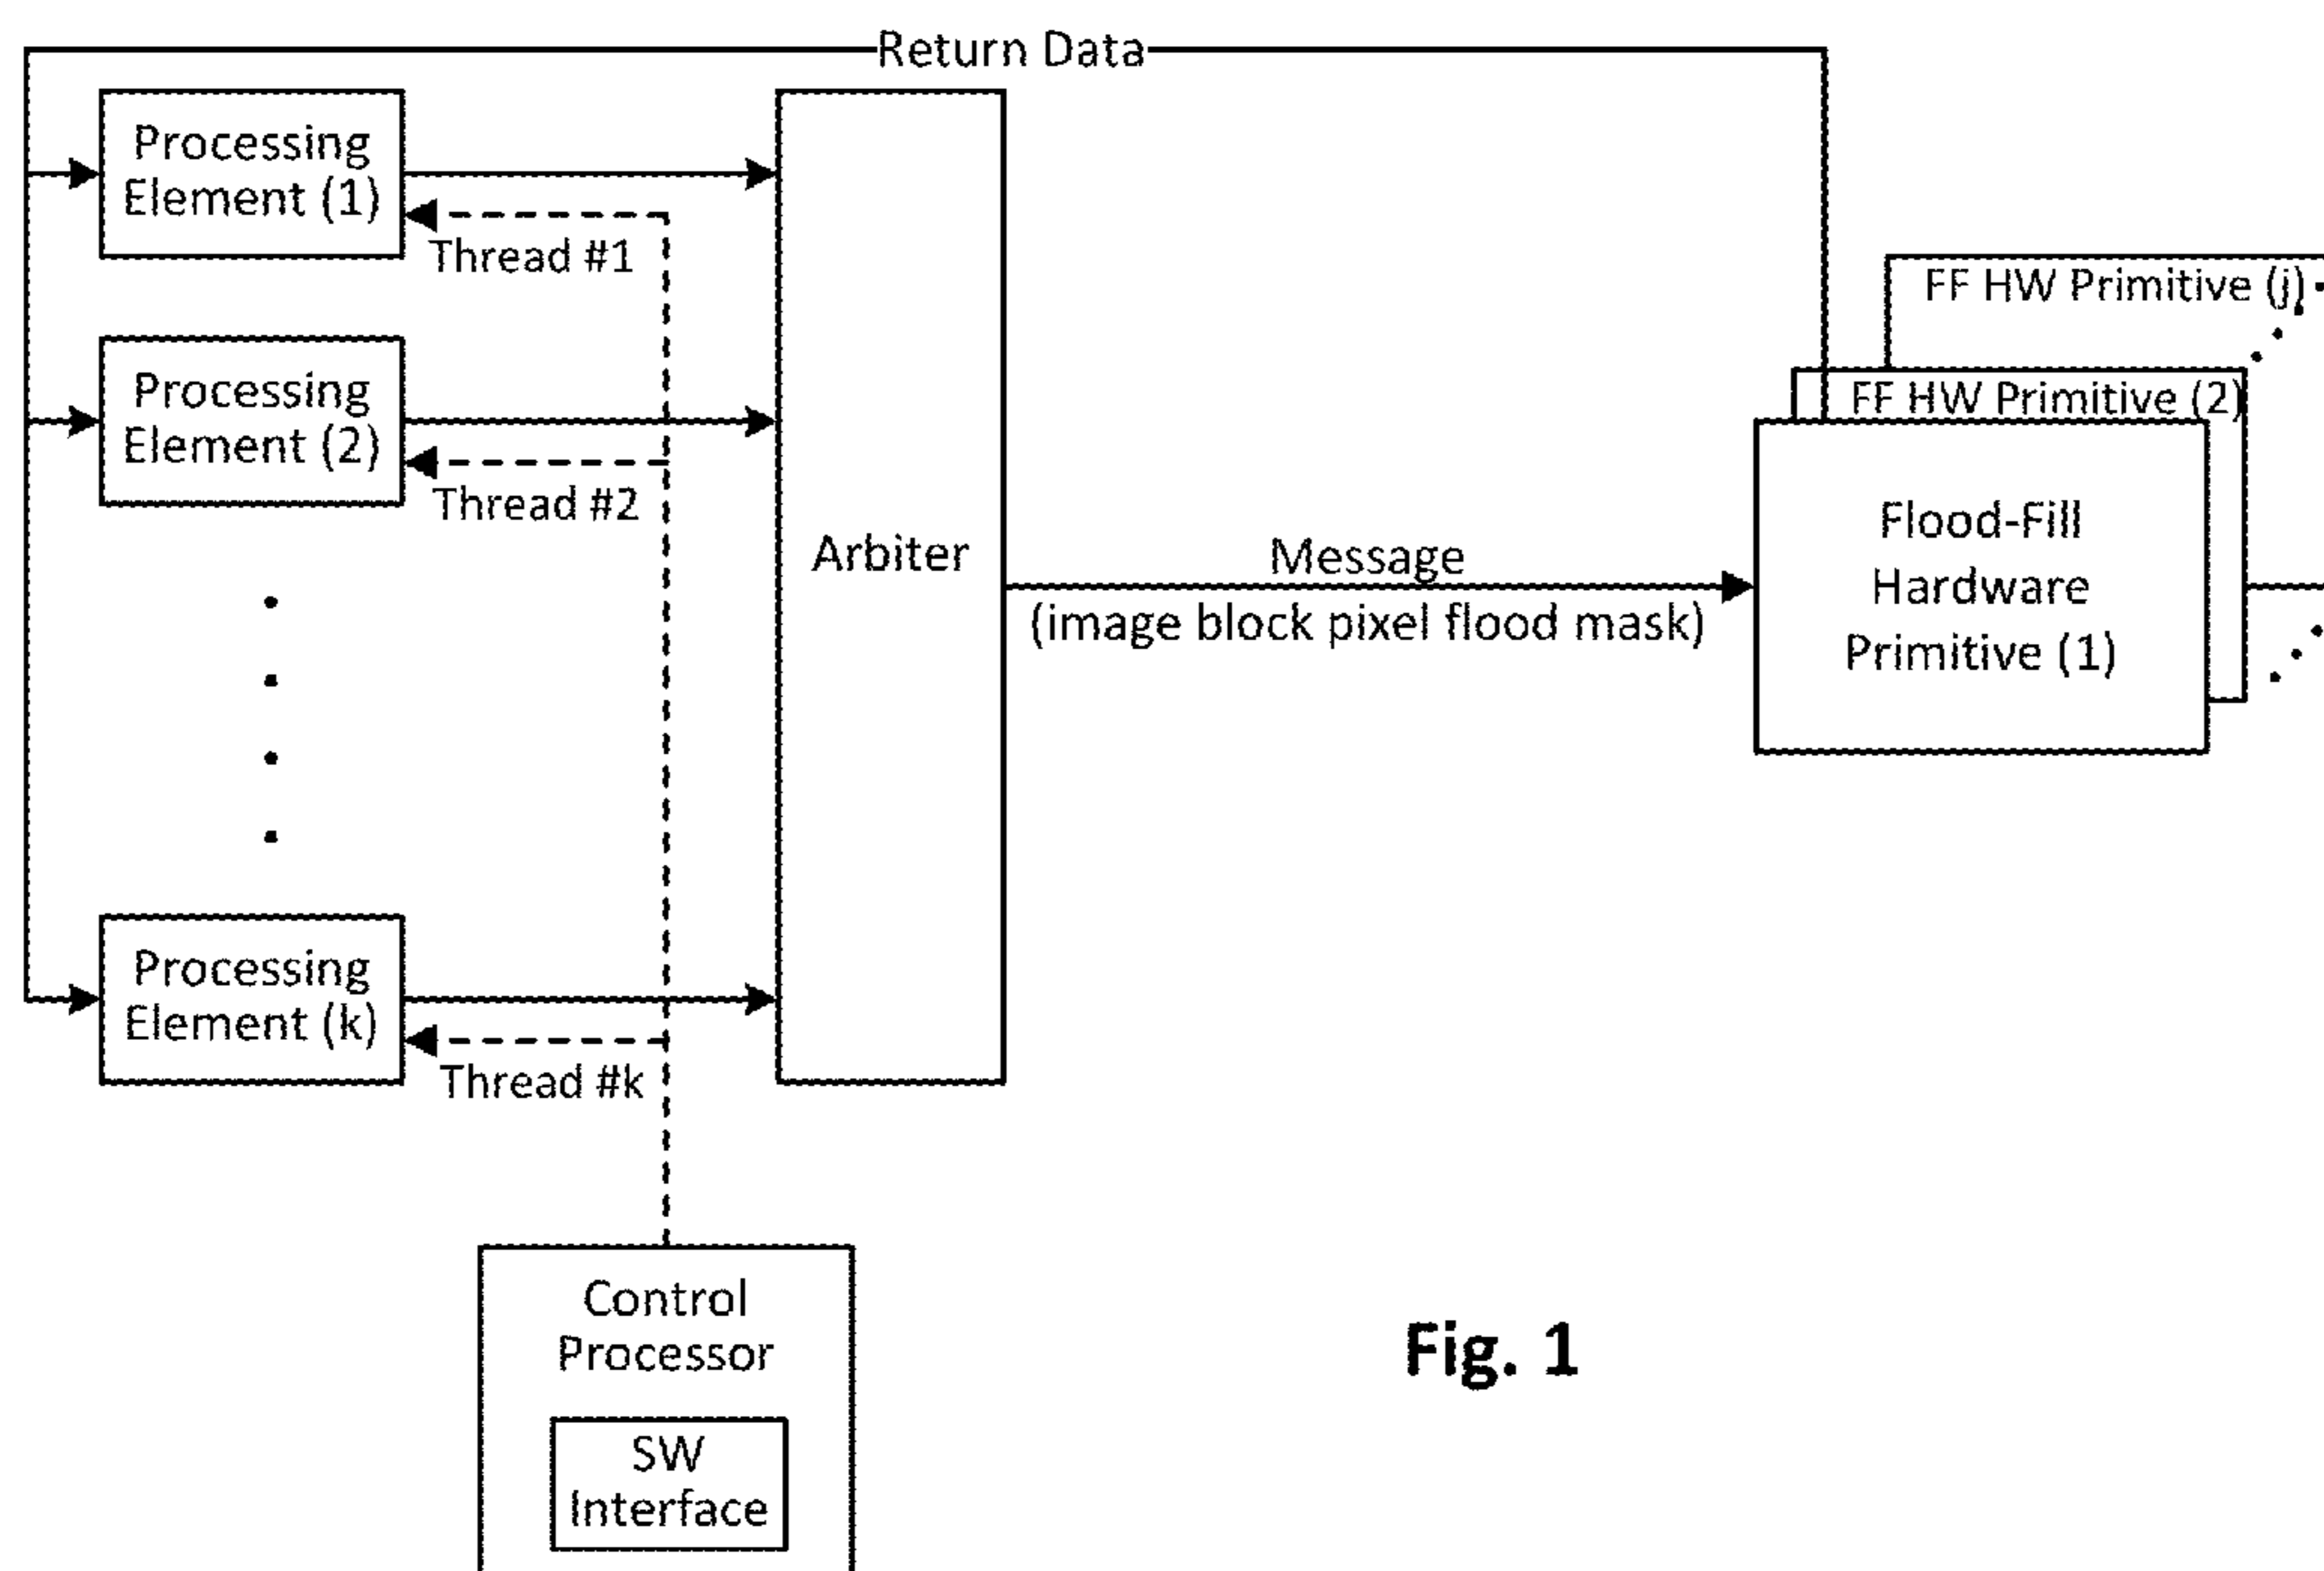 Return Data
Processing
Element (1)
Thread #1
FF HW Primitive (j)
Processing
Element (2)
Thread #2
FF HW Primitive (2)
Flood-Fill
Hardware
Primitive (1)
Arbiter
Message
(image block pixel flood mask)
Processing
Element (k)
Thread #k
Control
Processor
SW
Interface
Fig. 1